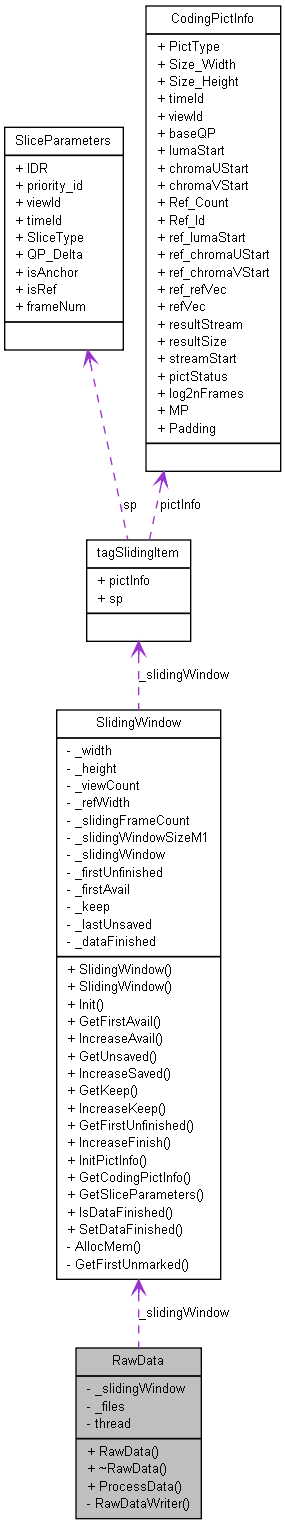 CodingPictInfo
+ PictType
+ Size_Width
+ Size_Height
+ timeId
+ viewId
+ baseQP
+ lumaStart
+ chromaUStart
+ chromaVStart
+ Ref_Count
+ Ref_Id
+ ref_lumaStart
+ ref_chromaUStart
+ ref_chromaVStart
+ ref_refVec
+ refVec
+ resultStream
+ resultSize
+ streamStart
+ pictStatus
+ log2nFrames
+ MP
+ Padding
SliceParameters
+ IDR
+ priority_id
+ viewId
+ timeId
+ SliceType
+ QP_Delta
+ isAnchor
+ isRef
+ frameNum
sp
pictInfo
tagSlidingItem
+ pictInfo
+ sp
_slidingWindow
SlidingWindow
- _width
- _height
- _viewCount
- _refWidth
- _slidingFrameCount
- _slidingWindowSizeM1
- _slidingWindow
- _firstUnfinished
- _firstAvail
- _keep
- _lastUnsaved
- _dataFinished
+ SlidingWindow()
+ SlidingWindow()
+ Init()
+ GetFirstAvail()
+ IncreaseAvail()
+ GetUnsaved()
+ IncreaseSaved()
+ GetKeep()
+ IncreaseKeep()
+ GetFirstUnfinished()
+ IncreaseFinish()
+ InitPictInfo()
+ GetCodingPictInfo()
+ GetSliceParameters()
+ IsDataFinished()
+ SetDataFinished()
- AllocMem()
- GetFirstUnmarked()
_slidingWindow
RawData
- _slidingWindow
- _files
- thread
+ RawData()
+ ~RawData()
+ ProcessData()
- RawDataWriter()